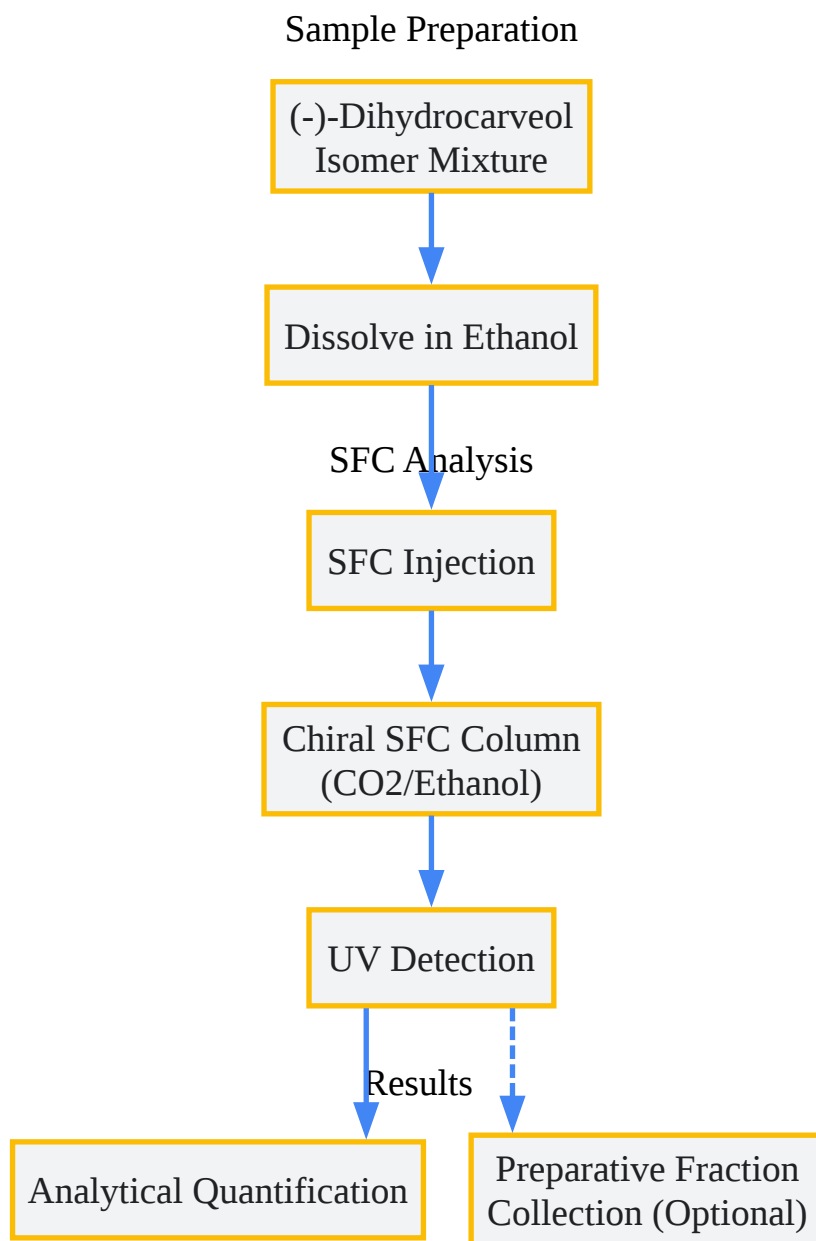 Sample Preparation
(-)-Dihydrocarveol
Isomer Mixture
Dissolve in Ethanol
SFC Analysis
SFC Injection
Chiral SFC Column
(CO2/Ethanol)
UV Detection
Results
Analytical Quantification
Preparative Fraction
Collection (Optional)